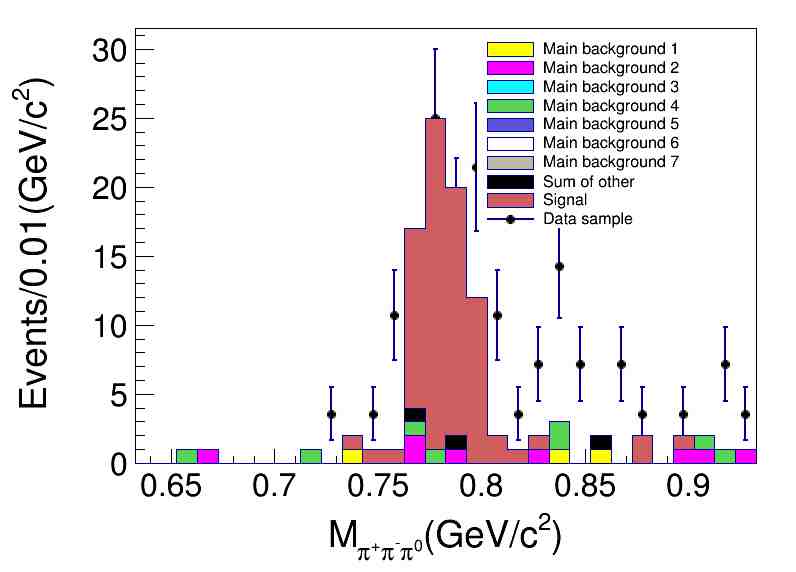 Events/0.01(GeV/c²)
30
25
20
15
10
5
0
Main background 1
Main background 2
Main background 3
Main background 4
Main background 5
Main background 6
Main background 7
Sum of other
Signal
Data sample
0.65 0.7 0.75 0.8 0.85 0.9
M_{π⁺π⁻π⁰}(GeV/c²)